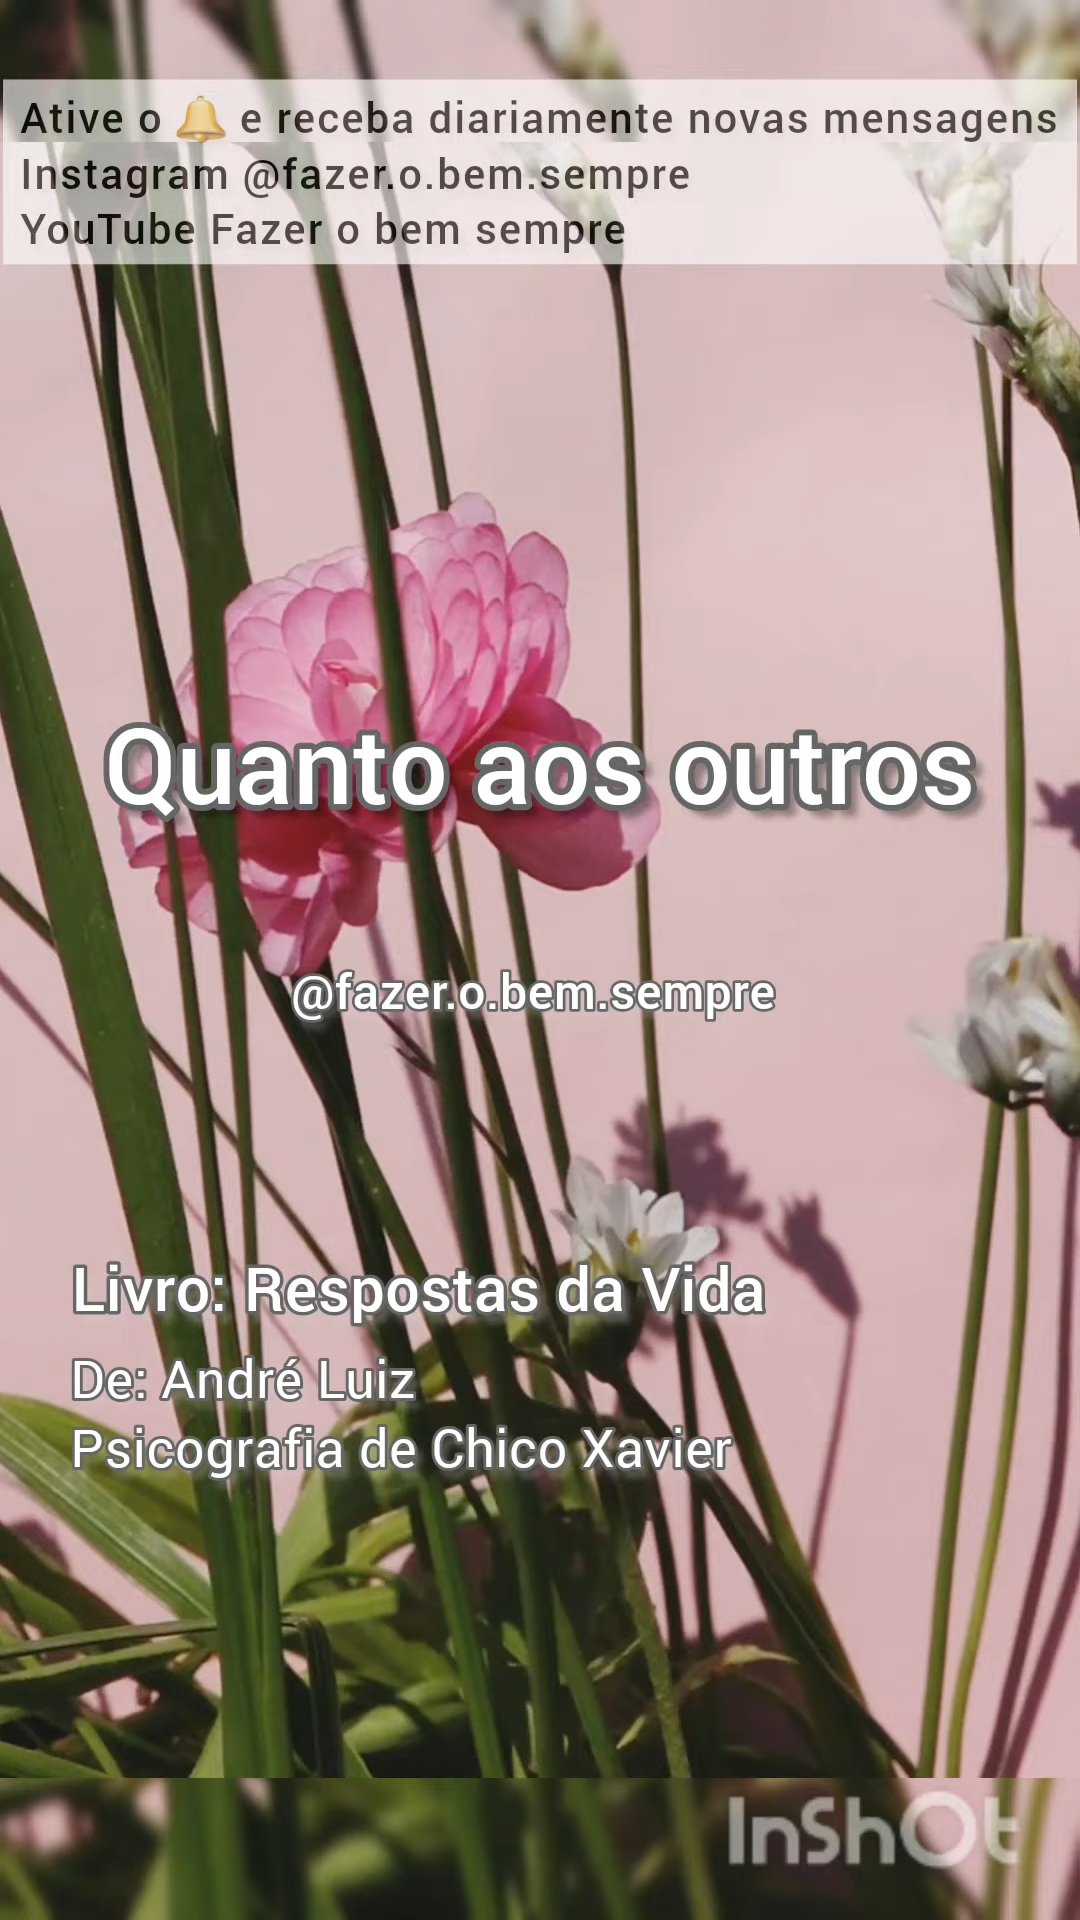 Ative o 🔔 e receba diariamente novas mensagens
Instagram @fazer.o.bem.sempre
YouTube Fazer o bem sempre
Quanto aos outros
@fazer.o.bem.sempre
Livro: Respostas da Vida
De: André Luiz
Psicografia de Chico Xavier
InShOt